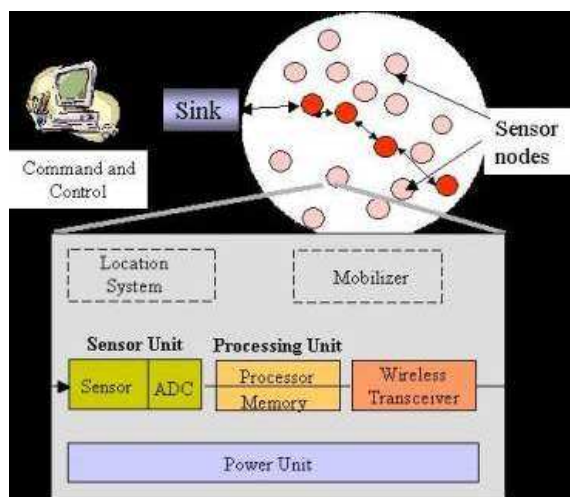 Sink
Sensor
nodes
Command and
Control
Location
System
Mobilizer
Sensor Unit
Processing Unit
Sensor
ADC
Processor
Memory
Wireless
Transceiver
Power Unit